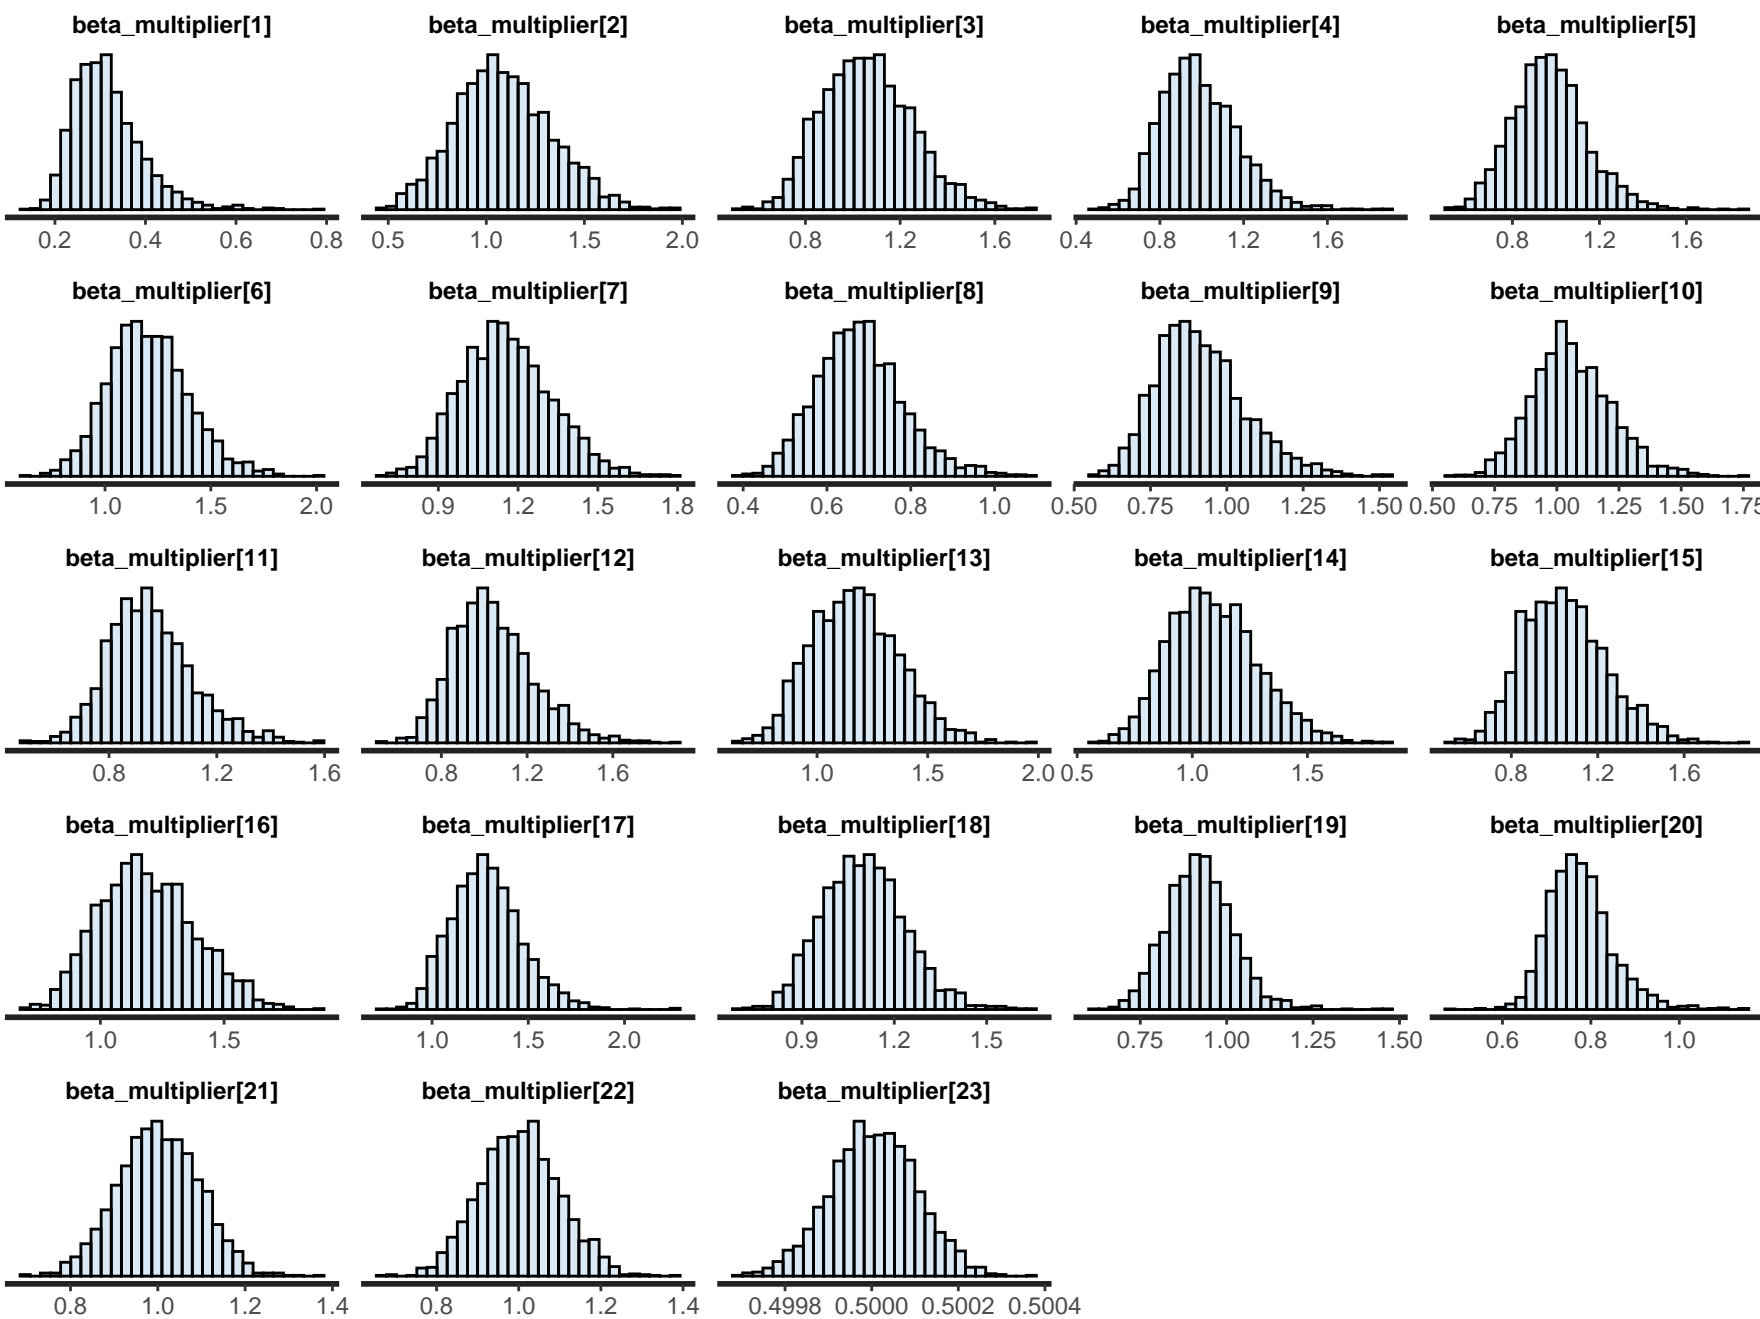 beta_multiplier[1] beta_multiplier[2] beta_multiplier[3] beta_multiplier[4] beta_multiplier[5]
0.2 0.4 0.6 0.8 0.5 1.0 1.5 2.0 0.8 1.2 1.6 0.4 0.8 1.2 1.6 0.8 1.2 1.6
beta_multiplier[6] beta_multiplier[7] beta_multiplier[8] beta_multiplier[9] beta_multiplier[10]
1.0 1.5 2.0 0.9 1.2 1.5 1.8 0.4 0.6 0.8 1.0 0.50 0.75 1.00 1.25 1.50 0.50 0.75 1.00 1.25 1.50 1.75
beta_multiplier[11] beta_multiplier[12] beta_multiplier[13] beta_multiplier[14] beta_multiplier[15]
0.8 1.2 1.6 0.8 1.2 1.6 1.0 1.5 2.0 0.5 1.0 1.5 0.8 1.2 1.6
beta_multiplier[16] beta_multiplier[17] beta_multiplier[18] beta_multiplier[19] beta_multiplier[20]
1.0 1.5 1.0 1.5 2.0 0.9 1.2 1.5 0.75 1.00 1.25 1.50 0.6 0.8 1.0
beta_multiplier[21] beta_multiplier[22] beta_multiplier[23]
0.8 1.0 1.2 1.4 0.8 1.0 1.2 1.4 0.4998 0.5000 0.5002 0.5004